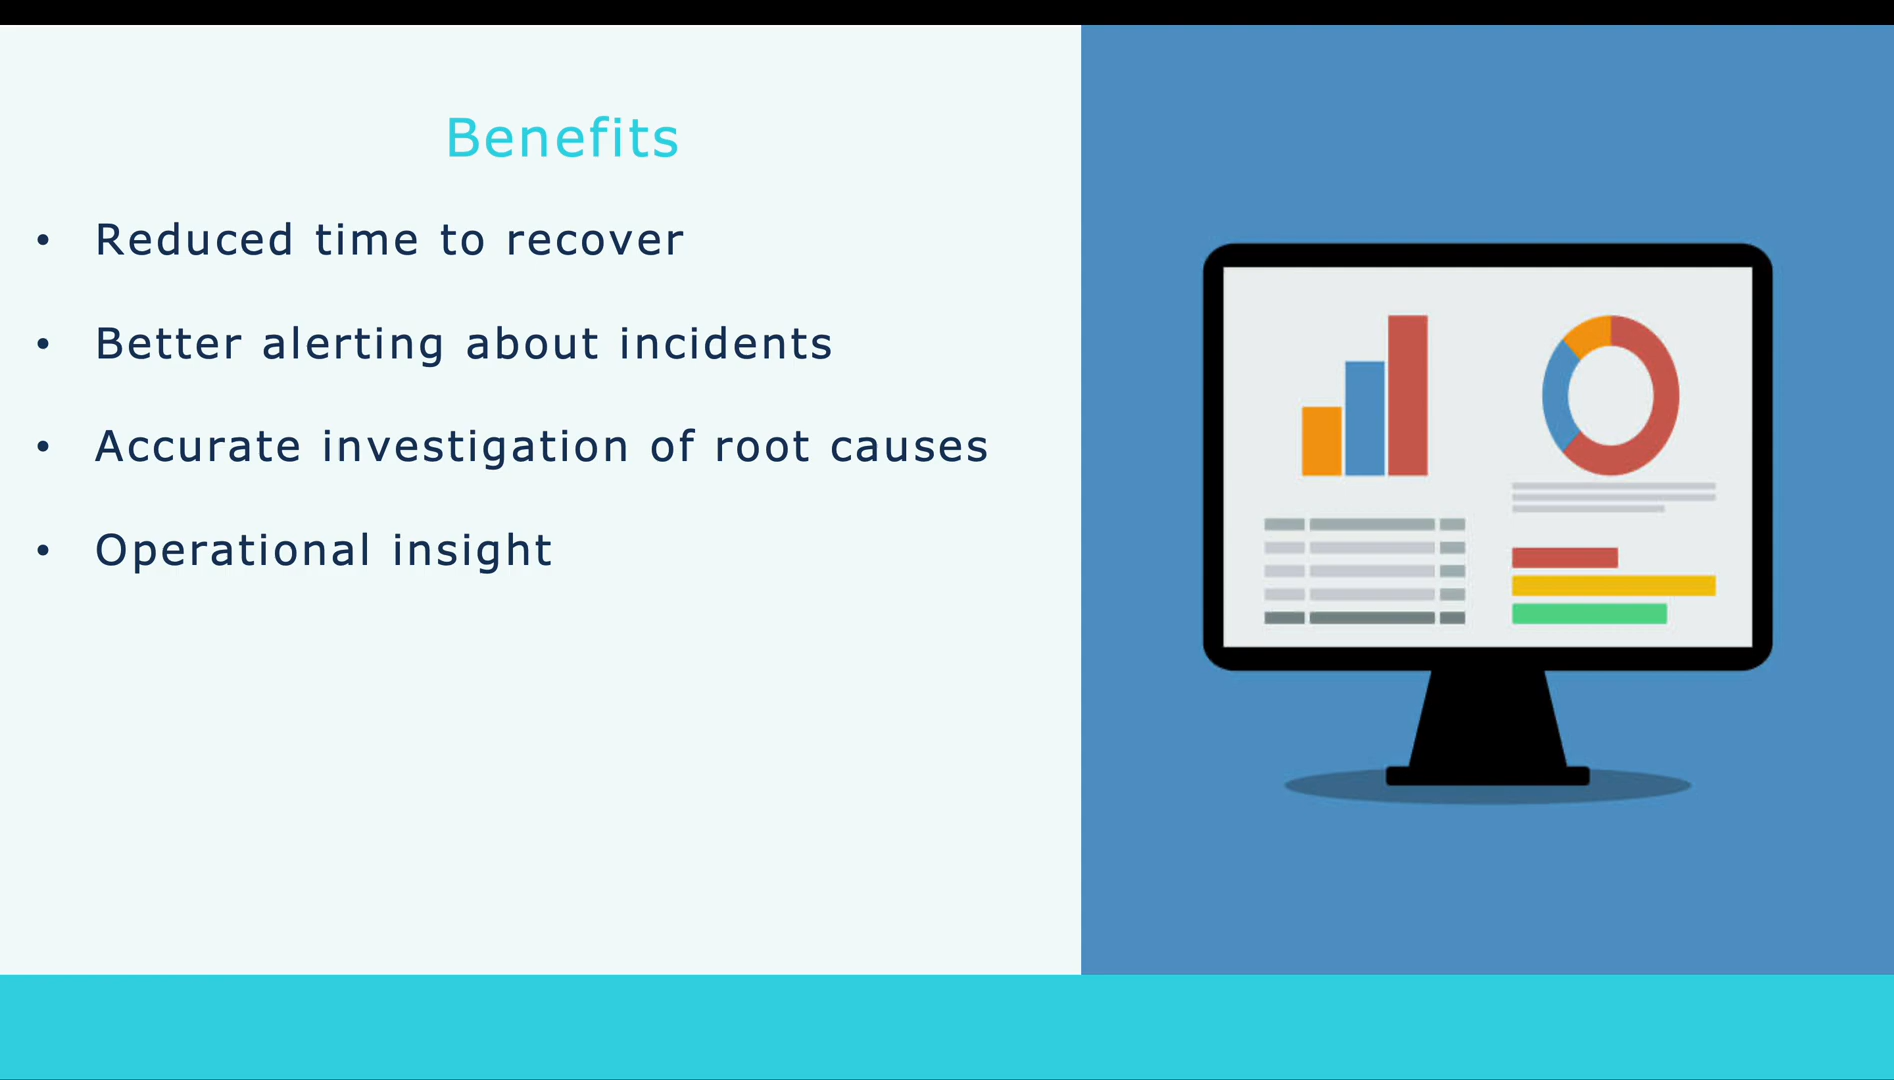 Benefits
• Reduced time to recover
• Better alerting about incidents
• Accurate investigation of root causes
• Operational insight